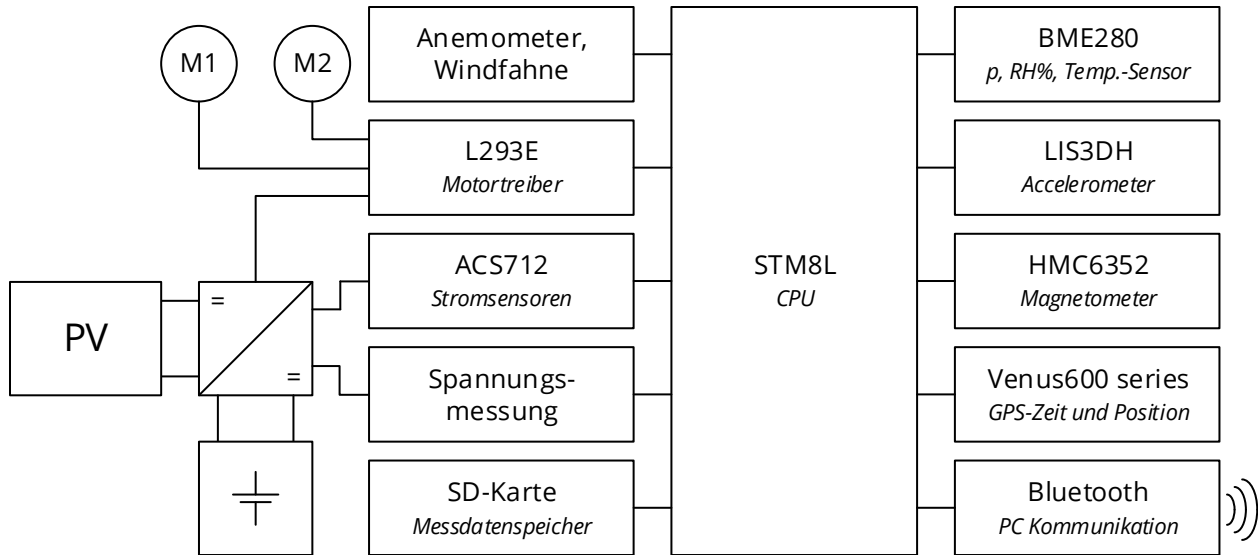 M1
M2
Anemometer,
Windfahne
L293E
Motortreiber
ACS712
Stromsensoren
Spannungs-
messung
SD-Karte
Messdatenspeicher
PV
=
=
STM8L
CPU
BME280
p, RH%, Temp.-Sensor
LIS3DH
Accelerometer
HMC6352
Magnetometer
Venus600 series
GPS-Zeit und Position
Bluetooth
PC Kommunikation